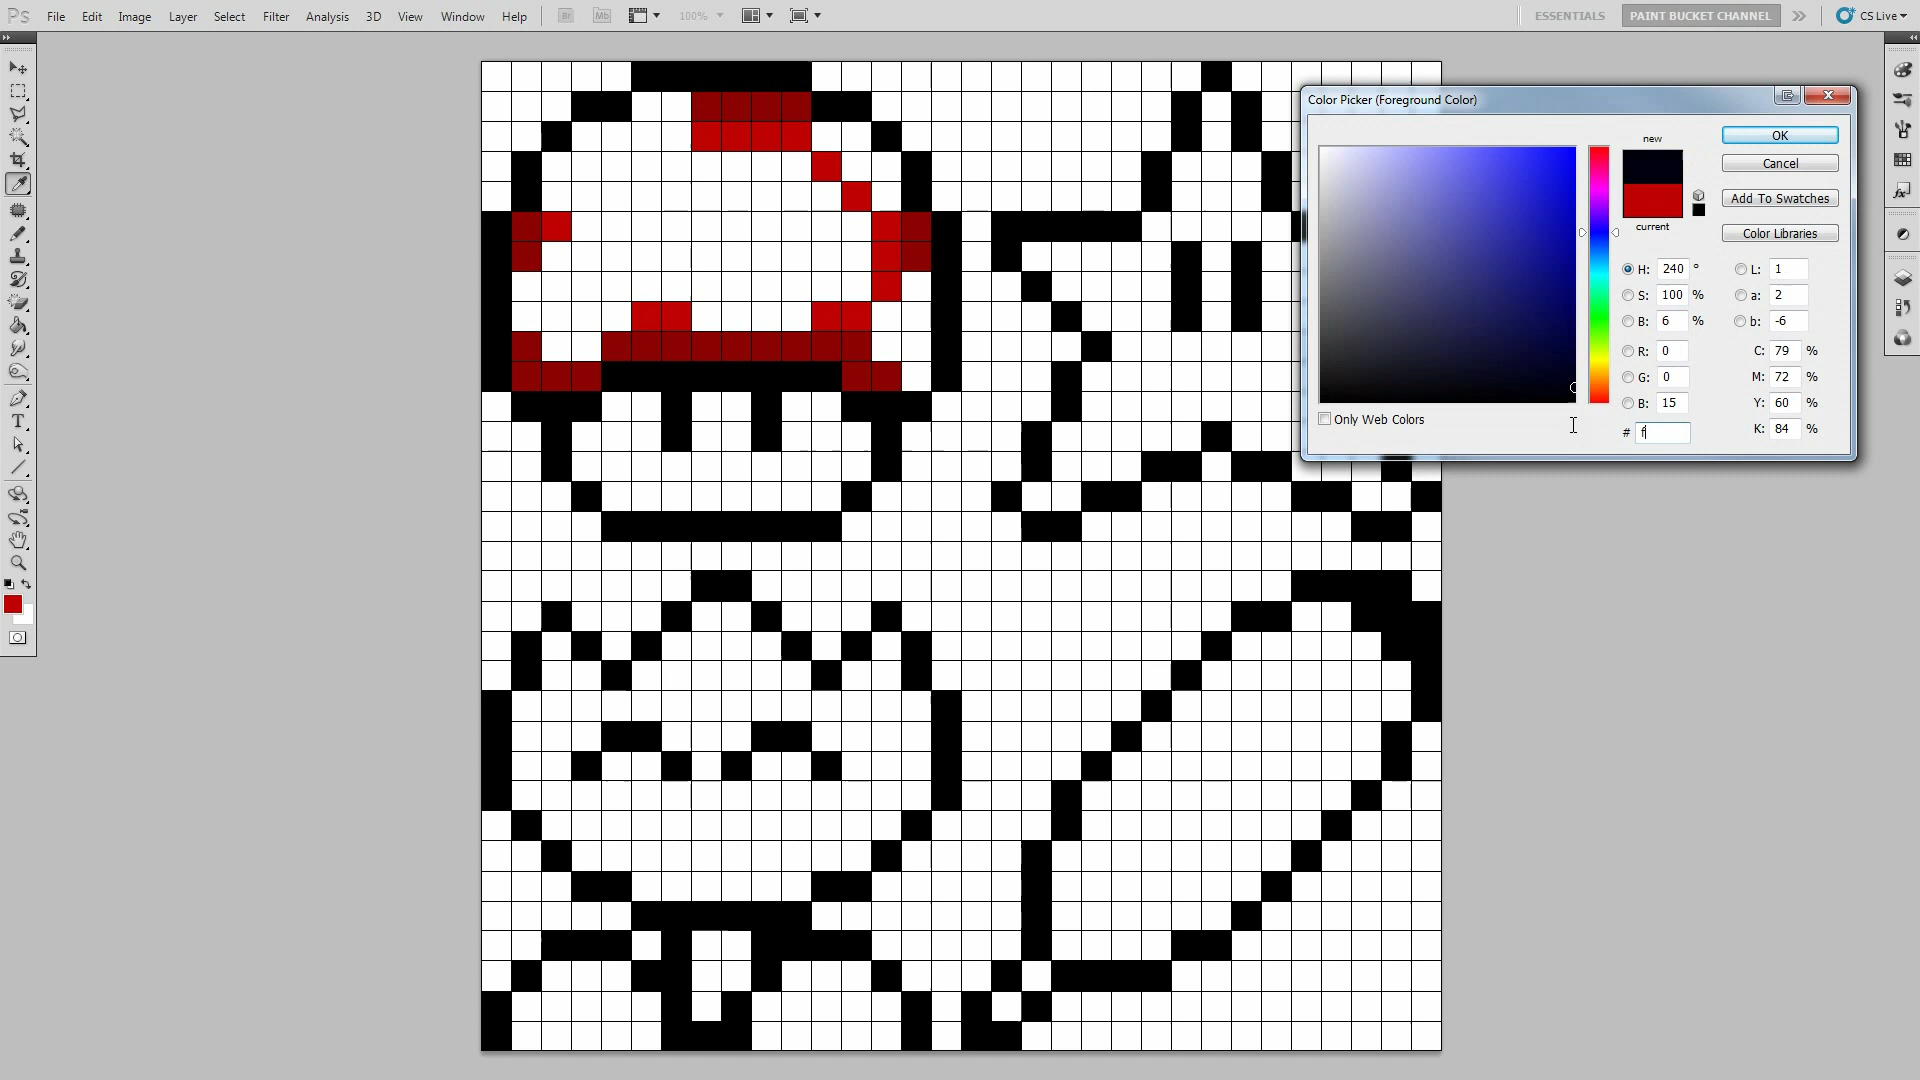 Ps File Edit Image Layer Select Filter Analysis 3D View Window Help Br Mb 100% ESSENTIALS PAINT BUCKET CHANNEL CS Live
Color Picker (Foreground Color)
new
current
OK
Cancel
Add To Swatches
Color Libraries
H: 240 ° L: 1
S: 100 % a: 2
B: 6 % b: -6
R: 0 C: 79 %
G: 0 M: 72 %
B: 15 Y: 60 %
# f K: 84 %
Only Web Colors